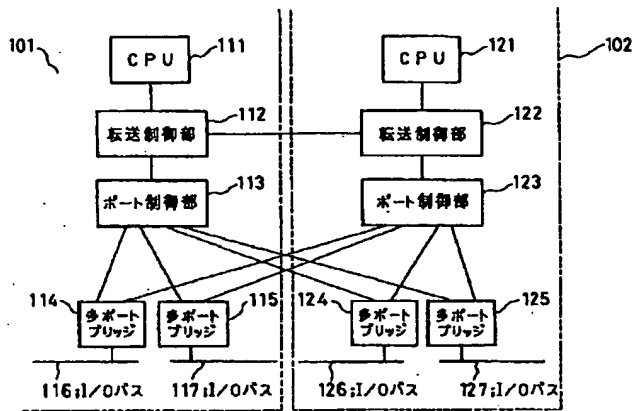 101
CPU
111
CPU
121
102
転送制御部
112
転送制御部
122
ポート制御部
113
ポート制御部
123
114
多ポート
ブリッジ
多ポート
ブリッジ
115
124
多ポート
ブリッジ
多ポート
ブリッジ
125
116;I/Oバス
117;I/Oバス
126;I/Oバス
127;I/Oバス